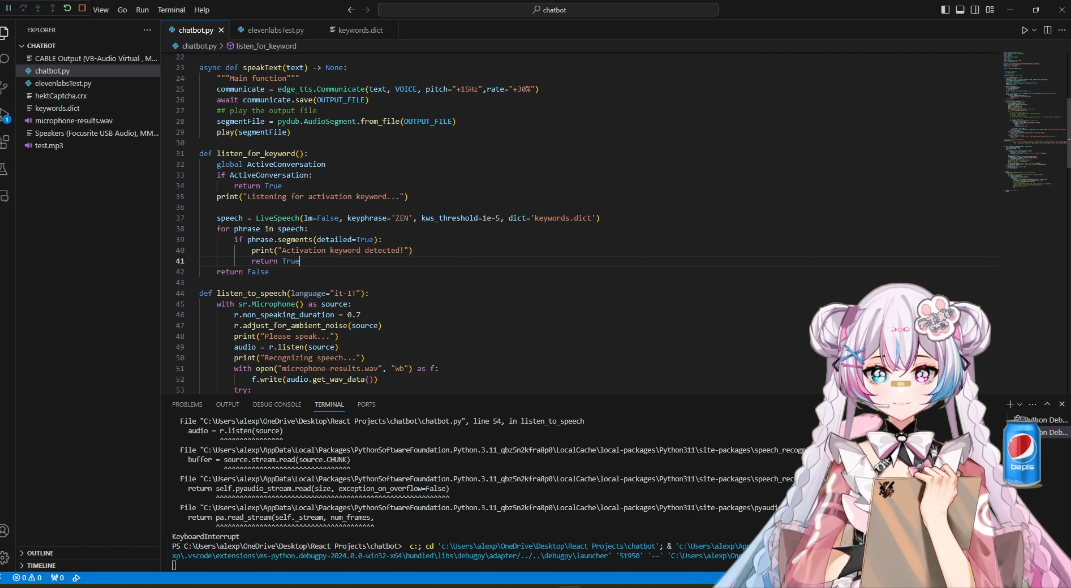 View Go Run Terminal Help
chatbot
EXPLORER
chatbot.py
elevenlabsTest.py
keywords.dict
chatbot.py > listen_for_keyword
CHATBOT
CABLE Output (VB-Audio Virtual , M...
chatbot.py
elevenlabsTest.py
hektCaptcha.crx
keywords.dict
microphone-results.wav
Speakers (Focusrite USB Audio), MM...
test.mp3
OUTLINE
TIMELINE
22
23 async def speakText(text) -> None:
24 """Main function"""
25 communicate = edge_tts.Communicate(text, VOICE, pitch="+15Hz",rate="+30%")
26 await communicate.save(OUTPUT_FILE)
27 ## play the output file
28 segmentFile = pydub.AudioSegment.from_file(OUTPUT_FILE)
29 play(segmentFile)
30
31 def listen_for_keyword():
32 global ActiveConversation
33 if ActiveConversation:
34 return True
35 print("Listening for activation keyword...")
36
37 speech = LiveSpeech(lm=False, keyphrase='ZEN', kws_threshold=1e-5, dict='keywords.dict')
38 for phrase in speech:
39 if phrase.segments(detailed=True):
40 print("Activation keyword detected!")
41 return True
42 return False
43
44 def listen_to_speech(language="it-IT"):
45 with sr.Microphone() as source:
46 r.non_speaking_duration = 0.7
47 r.adjust_for_ambient_noise(source)
48 print("Please speak...")
49 audio = r.listen(source)
50 print("Recognizing speech...")
51 with open("microphone-results.wav", "wb") as f:
52 f.write(audio.get_wav_data())
53 try:
PROBLEMS OUTPUT DEBUG CONSOLE TERMINAL PORTS
File "C:\Users\alexp\OneDrive\Desktop\React Projects\chatbot\chatbot.py", line 54, in listen_to_speech
audio = r.listen(source)
^^^^^^^^^^^^^^^^
File "C:\Users\alexp\AppData\Local\Packages\PythonSoftwareFoundation.Python.3.11_qbz5n2kfra8p0\LocalCache\local-packages\Python311\site-packages\speech_recog
buffer = source.stream.read(source.CHUNK)
^^^^^^^^^^^^^^^^^^^^^^^^^^^^^^^^
File "C:\Users\alexp\AppData\Local\Packages\PythonSoftwareFoundation.Python.3.11_qbz5n2kfra8p0\LocalCache\local-packages\Python311\site-packages\speech_rec
return self.pyaudio_stream.read(size, exception_on_overflow=False)
^^^^^^^^^^^^^^^^^^^^^^^^^^^^^^^^^^^^^^^^^^^^^^^^^^^^^^^^^^^
File "C:\Users\alexp\AppData\Local\Packages\PythonSoftwareFoundation.Python.3.11_qbz5n2kfra8p0\LocalCache\local-packages\Python311\site-packages\pyaudi
return pa.read_stream(self._stream, num_frames,
^^^^^^^^^^^^^^^^^^^^^^^^^^^^^^^^^^^^^^^^
KeyboardInterrupt
PS C:\Users\alexp\OneDrive\Desktop\React Projects\chatbot> c:; cd 'c:\Users\alexp\OneDrive\Desktop\React Projects\chatbot'; & 'c:\Users\alexp\App
xp\.vscode\extensions\ms-python.debugpy-2024.0.0-win32-x64\bundled\libs\debugpy\adapter/../..\debugpy\launcher' '51950' '--' 'C:\Users\alexp\One
Python Deb...
on Deb...
bepis
0 0 0